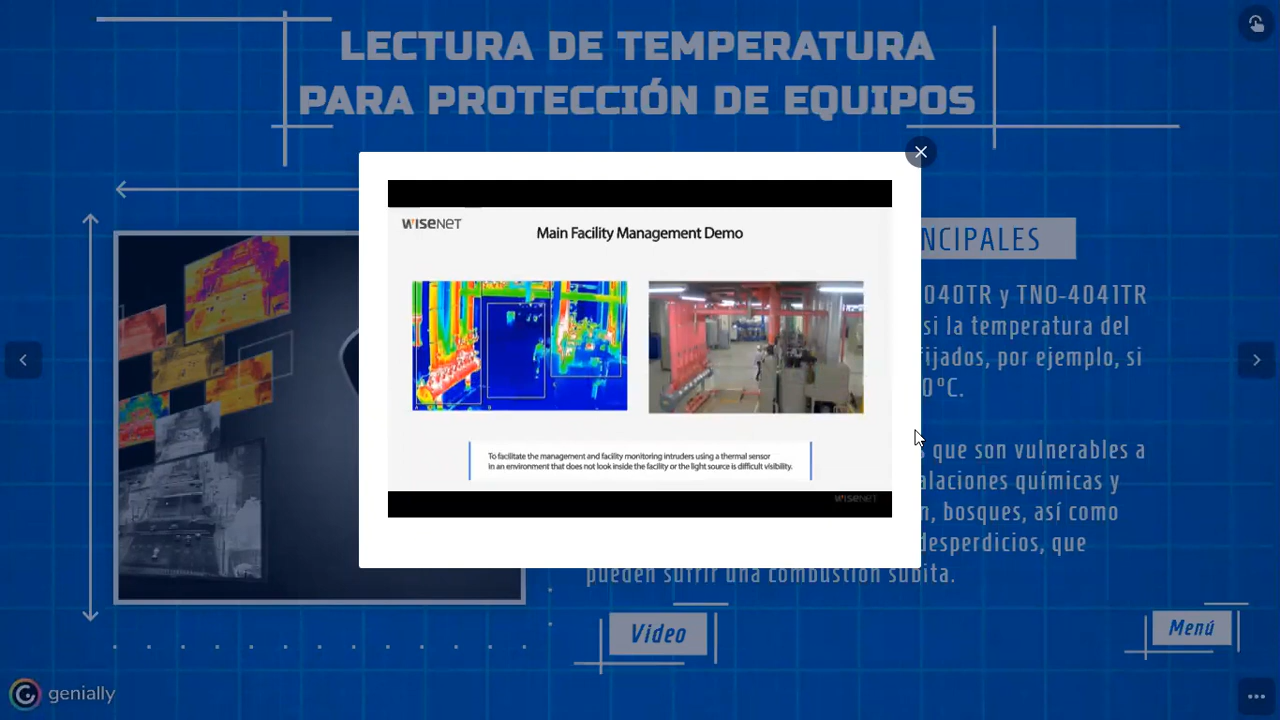 LECTURA DE TEMPERATURA
PARA PROTECCIÓN DE EQUIPOS
WISENET
Main Facility Management Demo
To facilitate the management and facility monitoring intruders using a thermal sensor
in an environment that does not look inside the facility or the light source is difficult visibility.
WISENET
NCIPALES
040TR y TNO-4041TR
si la temperatura del
fijados, por ejemplo, si
0°C.
s que son vulnerables a
alaciones químicas y
n, bosques, así como
desperdicios, que
pueden sufrir una combustión súbita.
Video
Menú
genially